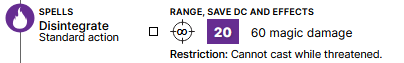 SPELLS
RANGE, SAVE DC AND EFFECTS
Disintegrate
Standard action
∞ 20 60 magic damage
Restriction: Cannot cast while threatened.